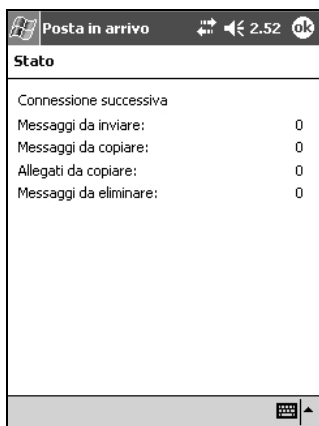 Posta in arrivo 2.52 ok
Stato
Connessione successiva
Messaggi da inviare: 0
Messaggi da copiare: 0
Allegati da copiare: 0
Messaggi da eliminare: 0